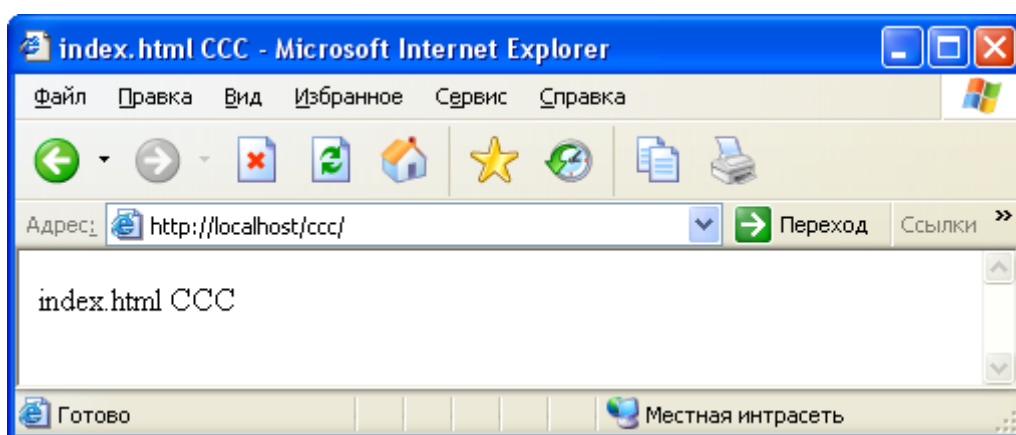 index.html CCC - Microsoft Internet Explorer
Файл Правка Вид Избранное Сервис Справка
Адрес: http://localhost/ccc/ Переход Ссылки »
index.html CCC
Готово Местная интрасеть